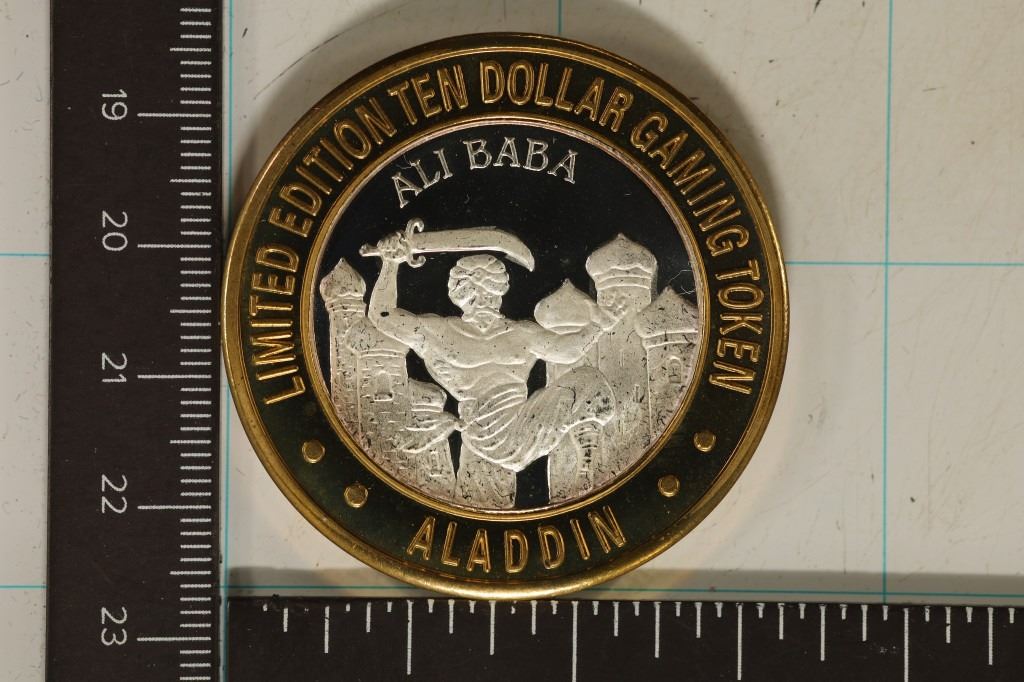 LIMITED EDITION TEN DOLLAR GAMING TOKEN
ALI BABA
ALADDIN
19
20
21
22
23